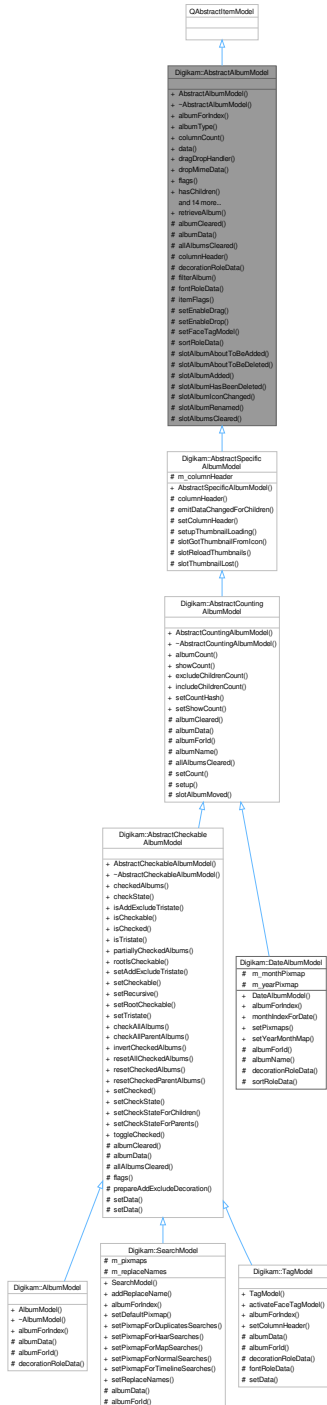 QAbstractItemModel
Digikam::AbstractAlbumModel
+ AbstractAlbumModel()
+ ~AbstractAlbumModel()
+ albumForIndex()
+ albumType()
+ columnCount()
+ data()
+ dragDropHandler()
+ dropMimeData()
+ flags()
+ hasChildren()
and 14 more...
+ retrieveAlbum()
# albumCleared()
# albumData()
# allAlbumsCleared()
# columnHeader()
# decorationRoleData()
# filterAlbum()
# fontRoleData()
# itemFlags()
# setEnableDrag()
# setEnableDrop()
# setFaceTagModel()
# sortRoleData()
# slotAlbumAboutToBeAdded()
# slotAlbumAboutToBeDeleted()
# slotAlbumAdded()
# slotAlbumHasBeenDeleted()
# slotAlbumIconChanged()
# slotAlbumRenamed()
# slotAlbumsCleared()
Digikam::AbstractSpecific
AlbumModel
# m_columnHeader
+ AbstractSpecificAlbumModel()
# columnHeader()
# emitDataChangedForChildren()
# setColumnHeader()
# setupThumbnailLoading()
# slotGotThumbnailFromIcon()
# slotReloadThumbnails()
# slotThumbnailLost()
Digikam::AbstractCounting
AlbumModel
+ AbstractCountingAlbumModel()
+ ~AbstractCountingAlbumModel()
+ albumCount()
+ showCount()
+ excludeChildrenCount()
+ includeChildrenCount()
+ setCountHash()
+ setShowCount()
# albumCleared()
# albumData()
# albumForId()
# albumName()
# allAlbumsCleared()
# setCount()
# setup()
# slotAlbumMoved()
Digikam::AbstractCheckable
AlbumModel
+ AbstractCheckableAlbumModel()
+ ~AbstractCheckableAlbumModel()
+ checkedAlbums()
+ checkState()
+ isAddExcludeTristate()
+ isCheckable()
+ isChecked()
+ isTristate()
+ partiallyCheckedAlbums()
+ rootIsCheckable()
+ setAddExcludeTristate()
+ setCheckable()
+ setRecursive()
+ setRootCheckable()
+ setTristate()
+ checkAllAlbums()
+ checkAllParentAlbums()
+ invertCheckedAlbums()
+ resetAllCheckedAlbums()
+ resetCheckedAlbums()
+ resetCheckedParentAlbums()
+ setChecked()
+ setCheckState()
+ setCheckStateForChildren()
+ setCheckStateForParents()
+ toggleChecked()
# albumCleared()
# albumData()
# allAlbumsCleared()
# flags()
# prepareAddExcludeDecoration()
# setData()
# setData()
Digikam::DateAlbumModel
# m_monthPixmap
# m_yearPixmap
+ DateAlbumModel()
+ albumForIndex()
+ monthIndexForDate()
+ setPixmaps()
+ setYearMonthMap()
# albumForId()
# albumName()
# decorationRoleData()
# sortRoleData()
Digikam::AlbumModel
+ AlbumModel()
+ ~AlbumModel()
+ albumForIndex()
# albumData()
# albumForId()
# decorationRoleData()
Digikam::SearchModel
# m_pixmaps
# m_replaceNames
+ SearchModel()
+ addReplaceName()
+ albumForIndex()
+ setDefaultPixmap()
+ setPixmapForDuplicatesSearches()
+ setPixmapForHaarSearches()
+ setPixmapForMapSearches()
+ setPixmapForNormalSearches()
+ setPixmapForTimelineSearches()
+ setReplaceNames()
# albumData()
# albumForId()
Digikam::TagModel
+ TagModel()
+ activateFaceTagModel()
+ albumForIndex()
+ setColumnHeader()
# albumData()
# albumForId()
# decorationRoleData()
# fontRoleData()
# setData()